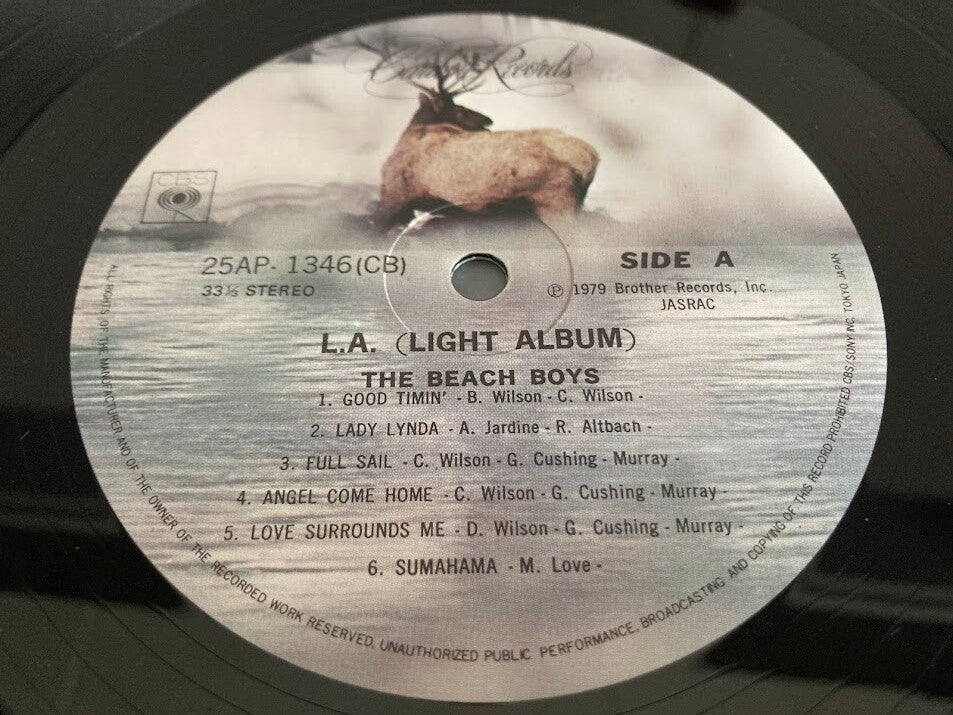 Caribou Records
CBS
25AP-1346(CB)
33⅓ STEREO
SIDE A
Ⓟ 1979 Brother Records, Inc.
JASRAC
L.A. (LIGHT ALBUM)
THE BEACH BOYS
1. GOOD TIMIN' - B. Wilson - C. Wilson -
2. LADY LYNDA - A. Jardine - R. Altbach -
3. FULL SAIL - C. Wilson - G. Cushing - Murray -
4. ANGEL COME HOME - C. Wilson - G. Cushing - Murray -
5. LOVE SURROUNDS ME - D. Wilson - G. Cushing - Murray -
6. SUMAHAMA - M. Love -
ALL RIGHTS OF THE MANUFACTURER AND OF THE OWNER OF THE RECORDED WORK RESERVED. UNAUTHORIZED PUBLIC PERFORMANCE, BROADCASTING AND COPYING OF THIS RECORD PROHIBITED CBS/SONY INC. TOKYO JAPAN